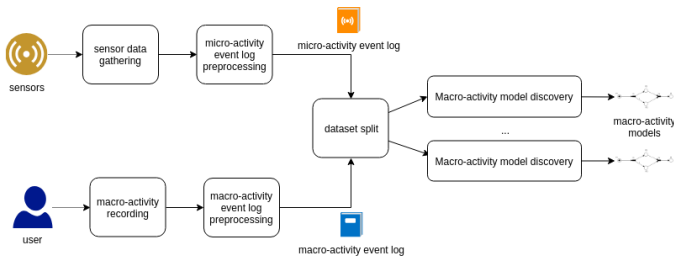 sensors
sensor data
gathering
micro-activity
event log
preprocessing
micro-activity event log
dataset split
Macro-activity model discovery
...
Macro-activity model discovery
macro-activity
models
user
macro-activity
recording
macro-activity
event log
preprocessing
macro-activity event log